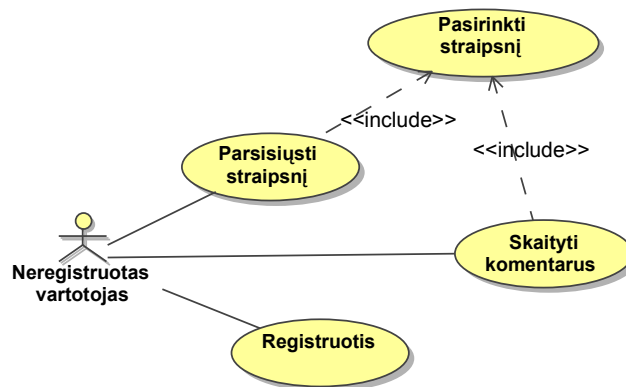 Pasirinkti
straipsnį
<<include>>
Parsisiųsti
straipsnį
<<include>>
Neregistruotas
vartotojas
Skaityti
komentarus
Registruotis